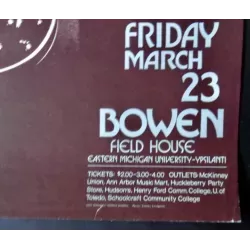 FRIDAY
MARCH
23
BOWEN
FIELD HOUSE
EASTERN MICHIGAN UNIVERSITY-YPSILANTI
TICKETS: $2.00-3.00-4.00 OUTLETS: McKinney
Union, Ann Arbor Music Mart, Huckleberry Party
Store, Hudson's, Henry Ford Comm. College, U. of
Toledo, Schoolcraft Community College